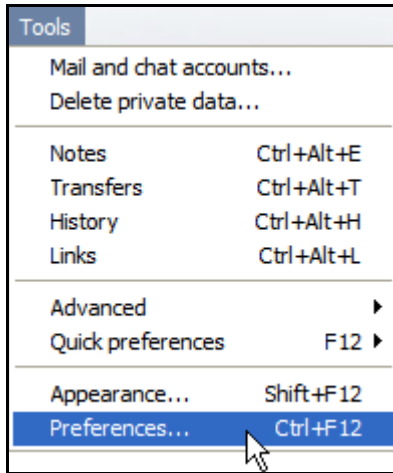 Tools
Mail and chat accounts...
Delete private data...
Notes Ctrl+Alt+E
Transfers Ctrl+Alt+T
History Ctrl+Alt+H
Links Ctrl+Alt+L
Advanced
Quick preferences F12
Appearance... Shift+F12
Preferences... Ctrl+F12